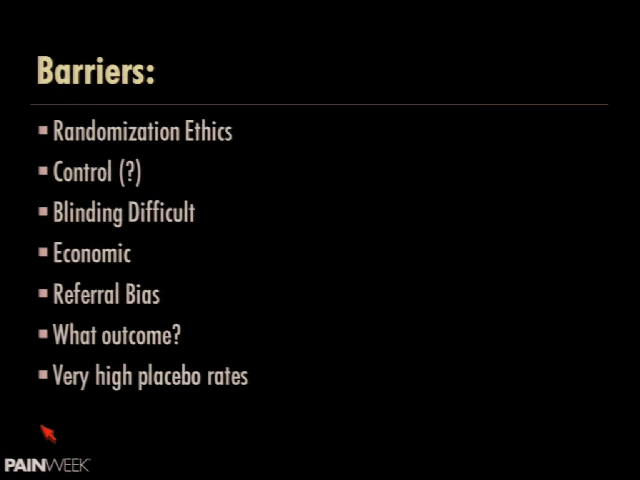 Barriers:
Randomization Ethics
Control (?)
Blinding Difficult
Economic
Referral Bias
What outcome?
Very high placebo rates
PAINWEEK